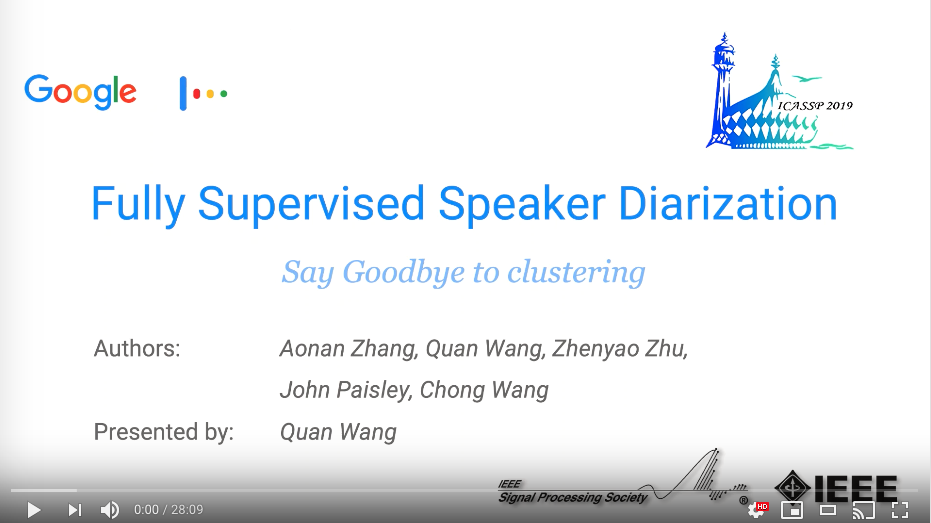 Google
ICASSP 2019
Fully Supervised Speaker Diarization
Say Goodbye to clustering
Authors: Aonan Zhang, Quan Wang, Zhenyao Zhu,
John Paisley, Chong Wang
Presented by: Quan Wang
IEEE
Signal Processing Society
®
IEEE
0:00 / 28:09
HD